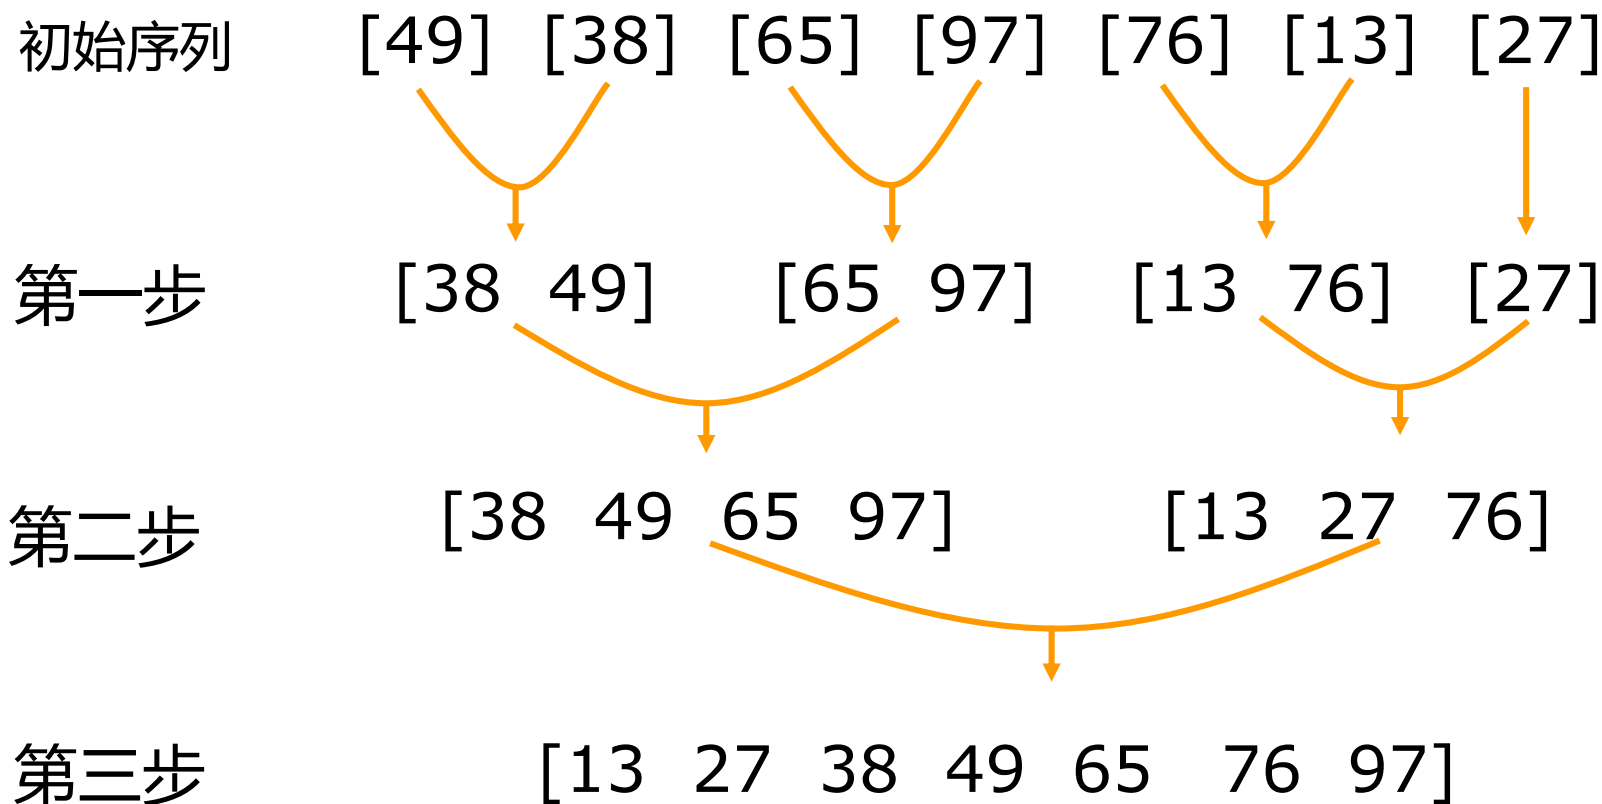 初始序列 [49] [38] [65] [97] [76] [13] [27]
第一步 [38 49] [65 97] [13 76] [27]
第二步 [38 49 65 97] [13 27 76]
第三步 [13 27 38 49 65 76 97]